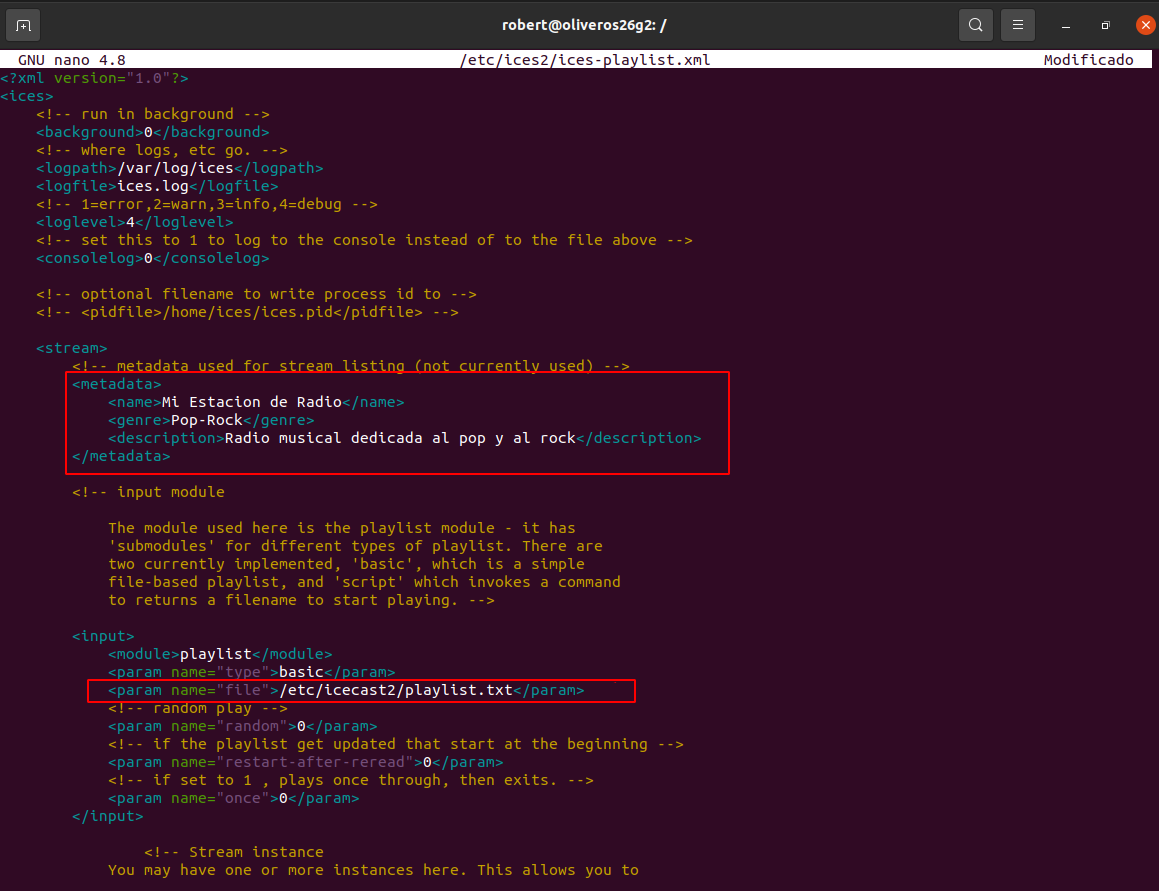 robert@oliveros26g2: /
GNU nano 4.8 /etc/ices2/ices-playlist.xml Modificado
<?xml version="1.0"?>
<ices>
    <!-- run in background -->
    <background>0</background>
    <!-- where logs, etc go. -->
    <logpath>/var/log/ices</logpath>
    <logfile>ices.log</logfile>
    <!-- 1=error,2=warn,3=info,4=debug -->
    <loglevel>4</loglevel>
    <!-- set this to 1 to log to the console instead of to the file above -->
    <consolelog>0</consolelog>

    <!-- optional filename to write process id to -->
    <!-- <pidfile>/home/ices/ices.pid</pidfile> -->

    <stream>
        <!-- metadata used for stream listing (not currently used) -->
        <metadata>
            <name>Mi Estacion de Radio</name>
            <genre>Pop-Rock</genre>
            <description>Radio musical dedicada al pop y al rock</description>
        </metadata>

        <!-- input module

            The module used here is the playlist module - it has
            'submodules' for different types of playlist. There are
            two currently implemented, 'basic', which is a simple
            file-based playlist, and 'script' which invokes a command
            to returns a filename to start playing. -->

        <input>
            <module>playlist</module>
            <param name="type">basic</param>
            <param name="file">/etc/icecast2/playlist.txt</param>
            <!-- random play -->
            <param name="random">0</param>
            <!-- if the playlist get updated that start at the beginning -->
            <param name="restart-after-reread">0</param>
            <!-- if set to 1 , plays once through, then exits. -->
            <param name="once">0</param>
        </input>

                <!-- Stream instance
            You may have one or more instances here. This allows you to